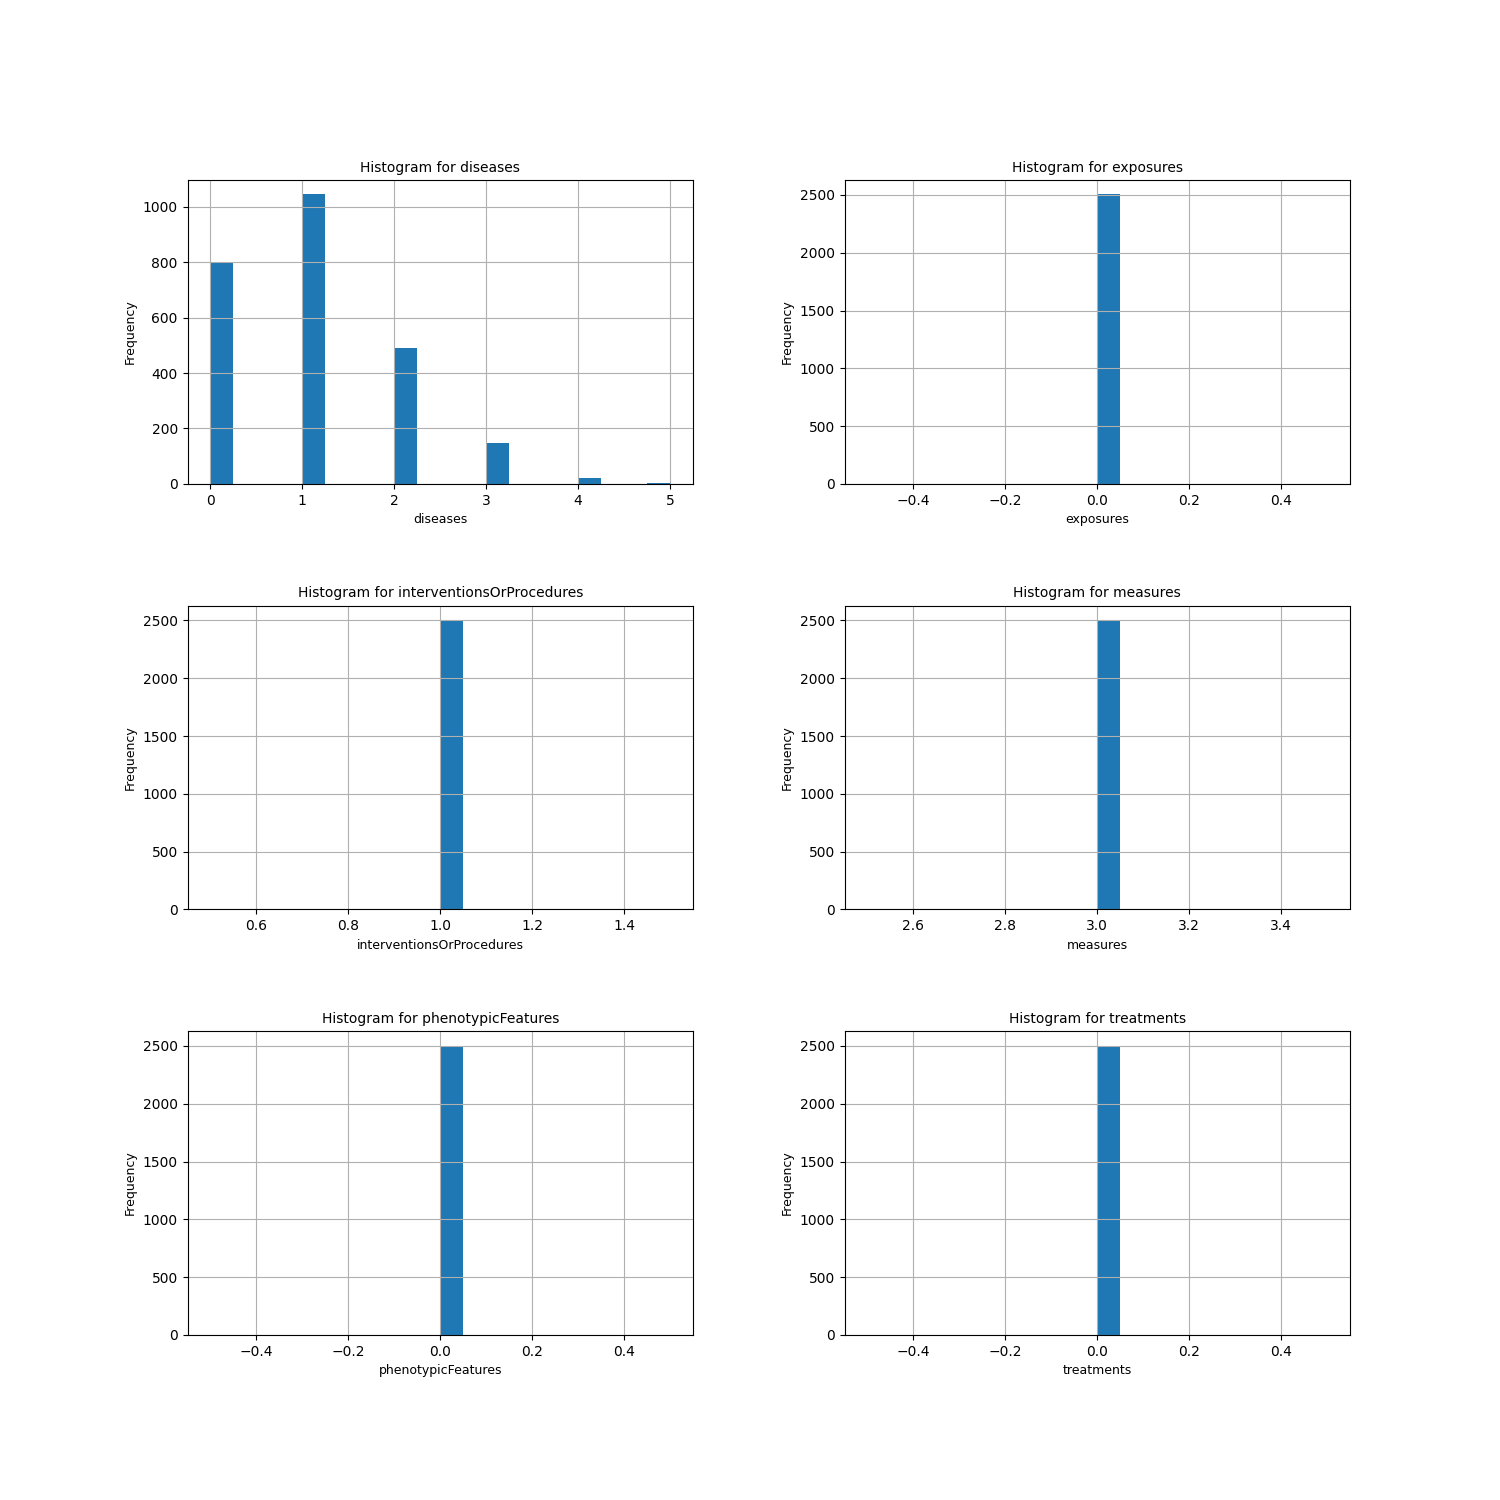 Histogram for diseases
1000
800
600
400
200
0
Frequency
0 1 2 3 4 5
diseases
Histogram for exposures
2500
2000
1500
1000
500
0
Frequency
−0.4 −0.2 0.0 0.2 0.4
exposures
Histogram for interventionsOrProcedures
2500
2000
1500
1000
500
0
Frequency
0.6 0.8 1.0 1.2 1.4
interventionsOrProcedures
Histogram for measures
2500
2000
1500
1000
500
0
Frequency
2.6 2.8 3.0 3.2 3.4
measures
Histogram for phenotypicFeatures
2500
2000
1500
1000
500
0
Frequency
−0.4 −0.2 0.0 0.2 0.4
phenotypicFeatures
Histogram for treatments
2500
2000
1500
1000
500
0
Frequency
−0.4 −0.2 0.0 0.2 0.4
treatments